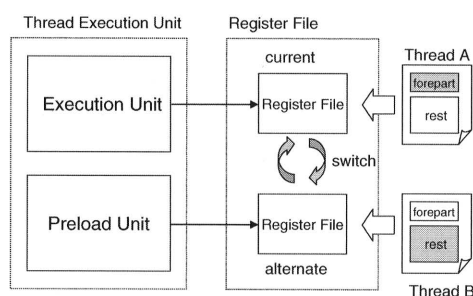 Thread Execution Unit
Register File
current
Thread A
forepart
Execution Unit
Register File
rest
switch
Preload Unit
Register File
forepart
rest
alternate
Thread B